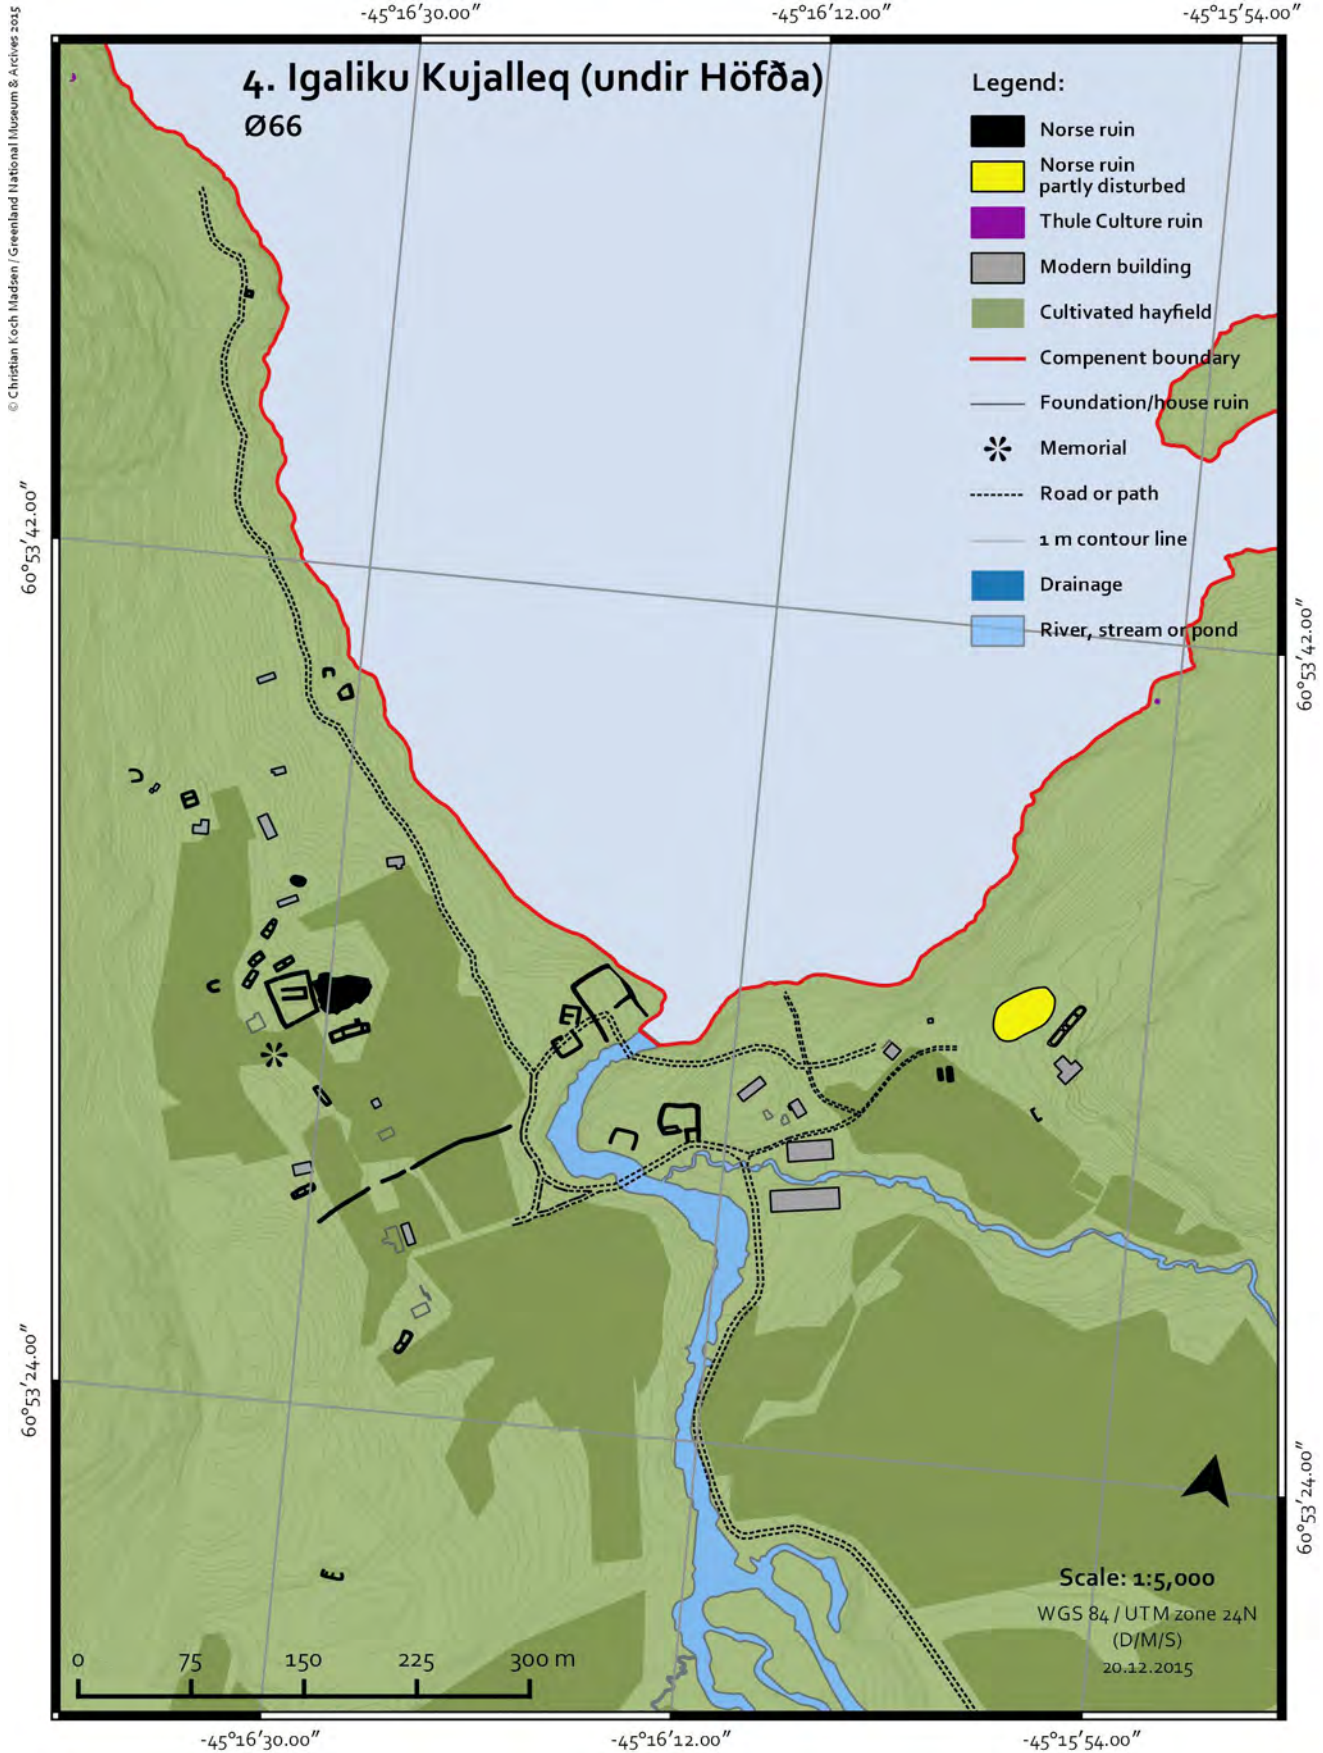 -45°16'30.00"
-45°16'12.00"
-45°15'54.00"
© Christian Koch Madsen / Greenland National Museum & Arcives 2015
4. Igaliku Kujalleq (undir Höfða)
Ø66
Legend:
Norse ruin
Norse ruin
partly disturbed
Thule Culture ruin
Modern building
Cultivated hayfield
Compenent boundary
Foundation/house ruin
Memorial
Road or path
1 m contour line
Drainage
River, stream or pond
60°53'42.00"
60°53'42.00"
60°53'24.00"
60°53'24.00"
Scale: 1:5,000
WGS 84 / UTM zone 24N
(D/M/S)
20.12.2015
0 75 150 225 300 m
-45°16'30.00"
-45°16'12.00"
-45°15'54.00"